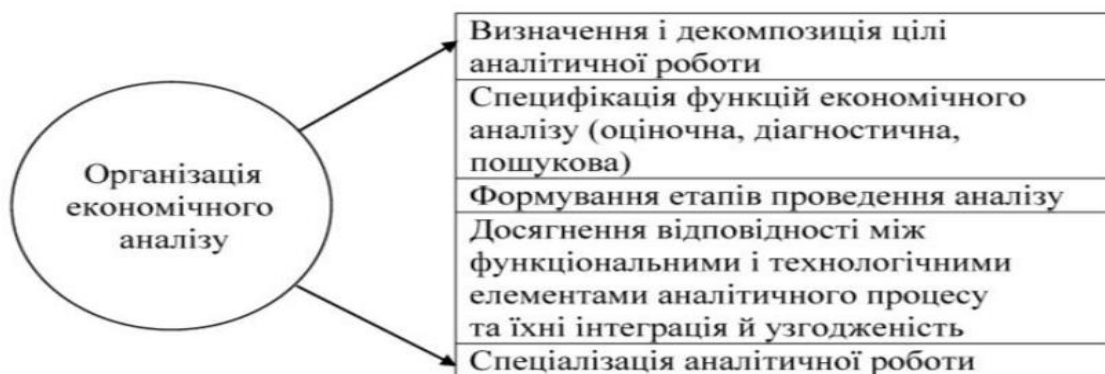 Організація
економічного
аналізу
Визначення і декомпозиція цілі
аналітичної роботи
Специфікація функцій економічного
аналізу (оціночна, діагностична,
пошукова)
Формування етапів проведення аналізу
Досягнення відповідності між
функціональними і технологічними
елементами аналітичного процесу
та їхні інтеграція й узгодженість
Спеціалізація аналітичної роботи